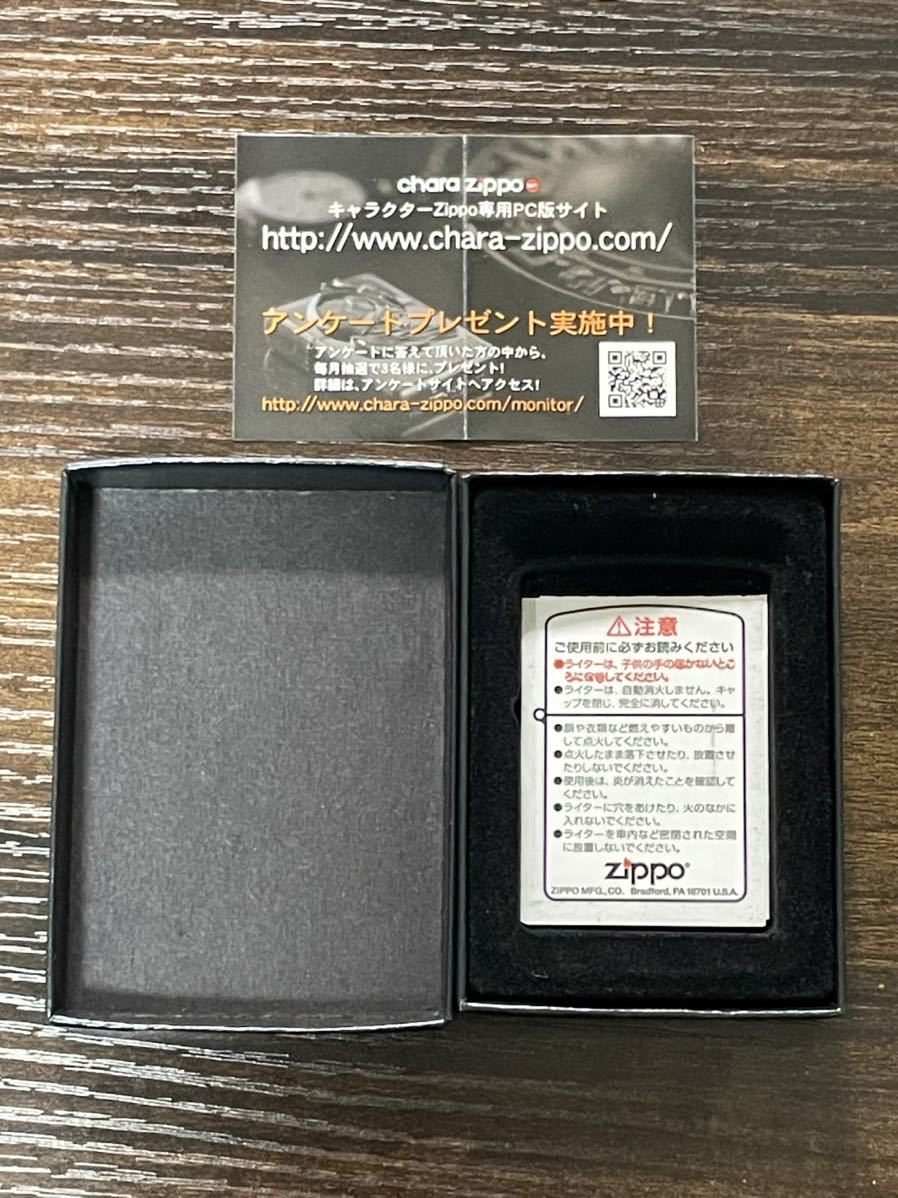 chara zippo
キャラクターZippo専用PC版サイト
http://www.chara-zippo.com/
アンケートプレゼント実施中！
アンケートに答えて頂いた方の中から、
毎月抽選で3名様に、プレゼント!
詳細は、アンケートサイトへアクセス!
http://www.chara-zippo.com/monitor/
⚠注意
ご使用前に必ずお読みください
●ライターは、子供の手の届かないとこ
ろに保管してください。
●ライターは、自動消火しません。キャ
ップを閉じ、完全に消してください。
●顔や衣類など燃えやすいものから離
して点火してください。
●点火したまま落下させたり、放置させ
たりしないでください。
●使用後は、炎が消えたことを確認して
ください。
●ライターに穴をあけたり、火のなかに
入れないでください。
●ライターを車内など密閉された空間
に放置しないでください。
zippo®
ZIPPO MFG., CO. Bradford, PA 16701 U.S.A.